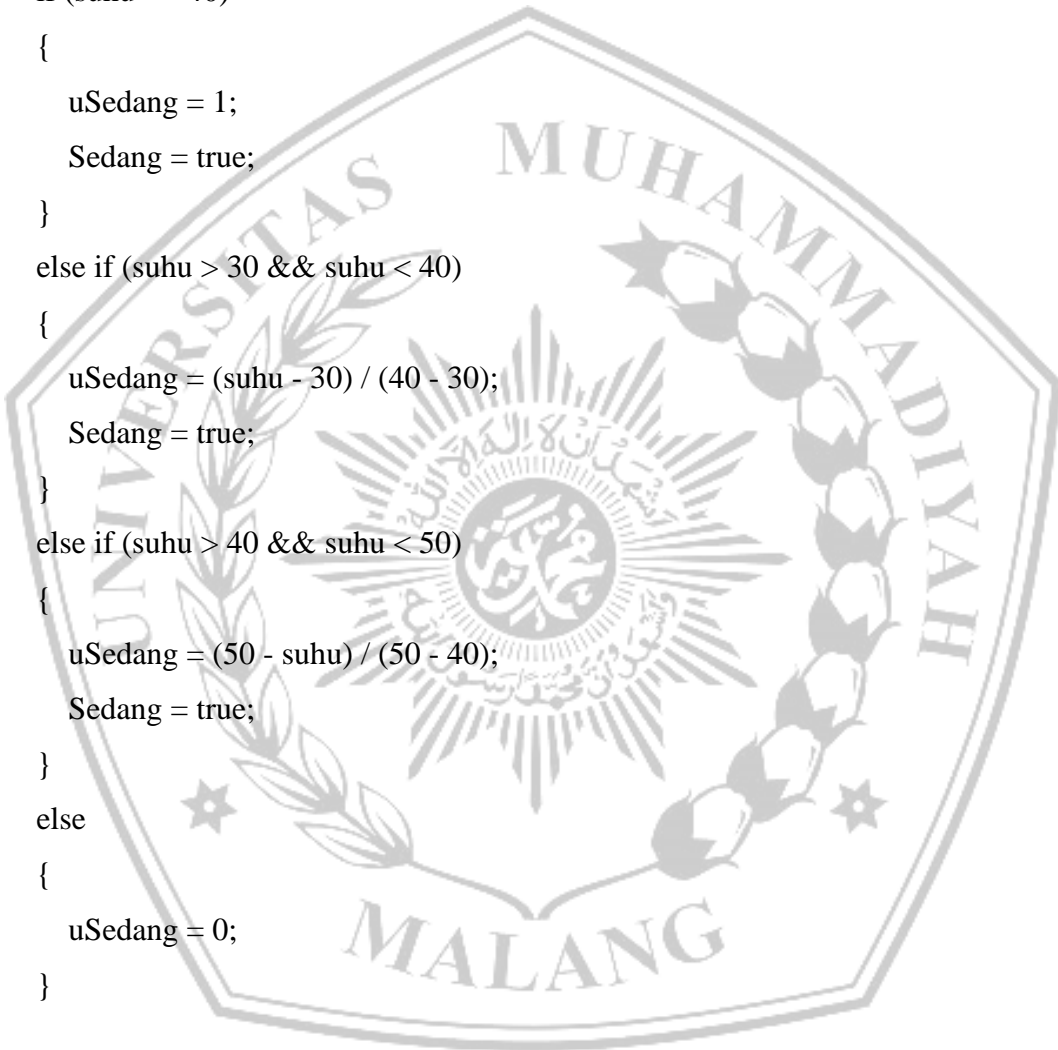 {
uSedang = 1;
Sedang = true;
}
else if (suhu > 30 && suhu < 40)
{
uSedang = (suhu - 30) / (40 - 30);
Sedang = true;
}
else if (suhu > 40 && suhu < 50)
{
uSedang = (50 - suhu) / (50 - 40);
Sedang = true;
}
else
{
uSedang = 0;
}
UNIVERSITAS MUHAMMADIYAH
MALANG